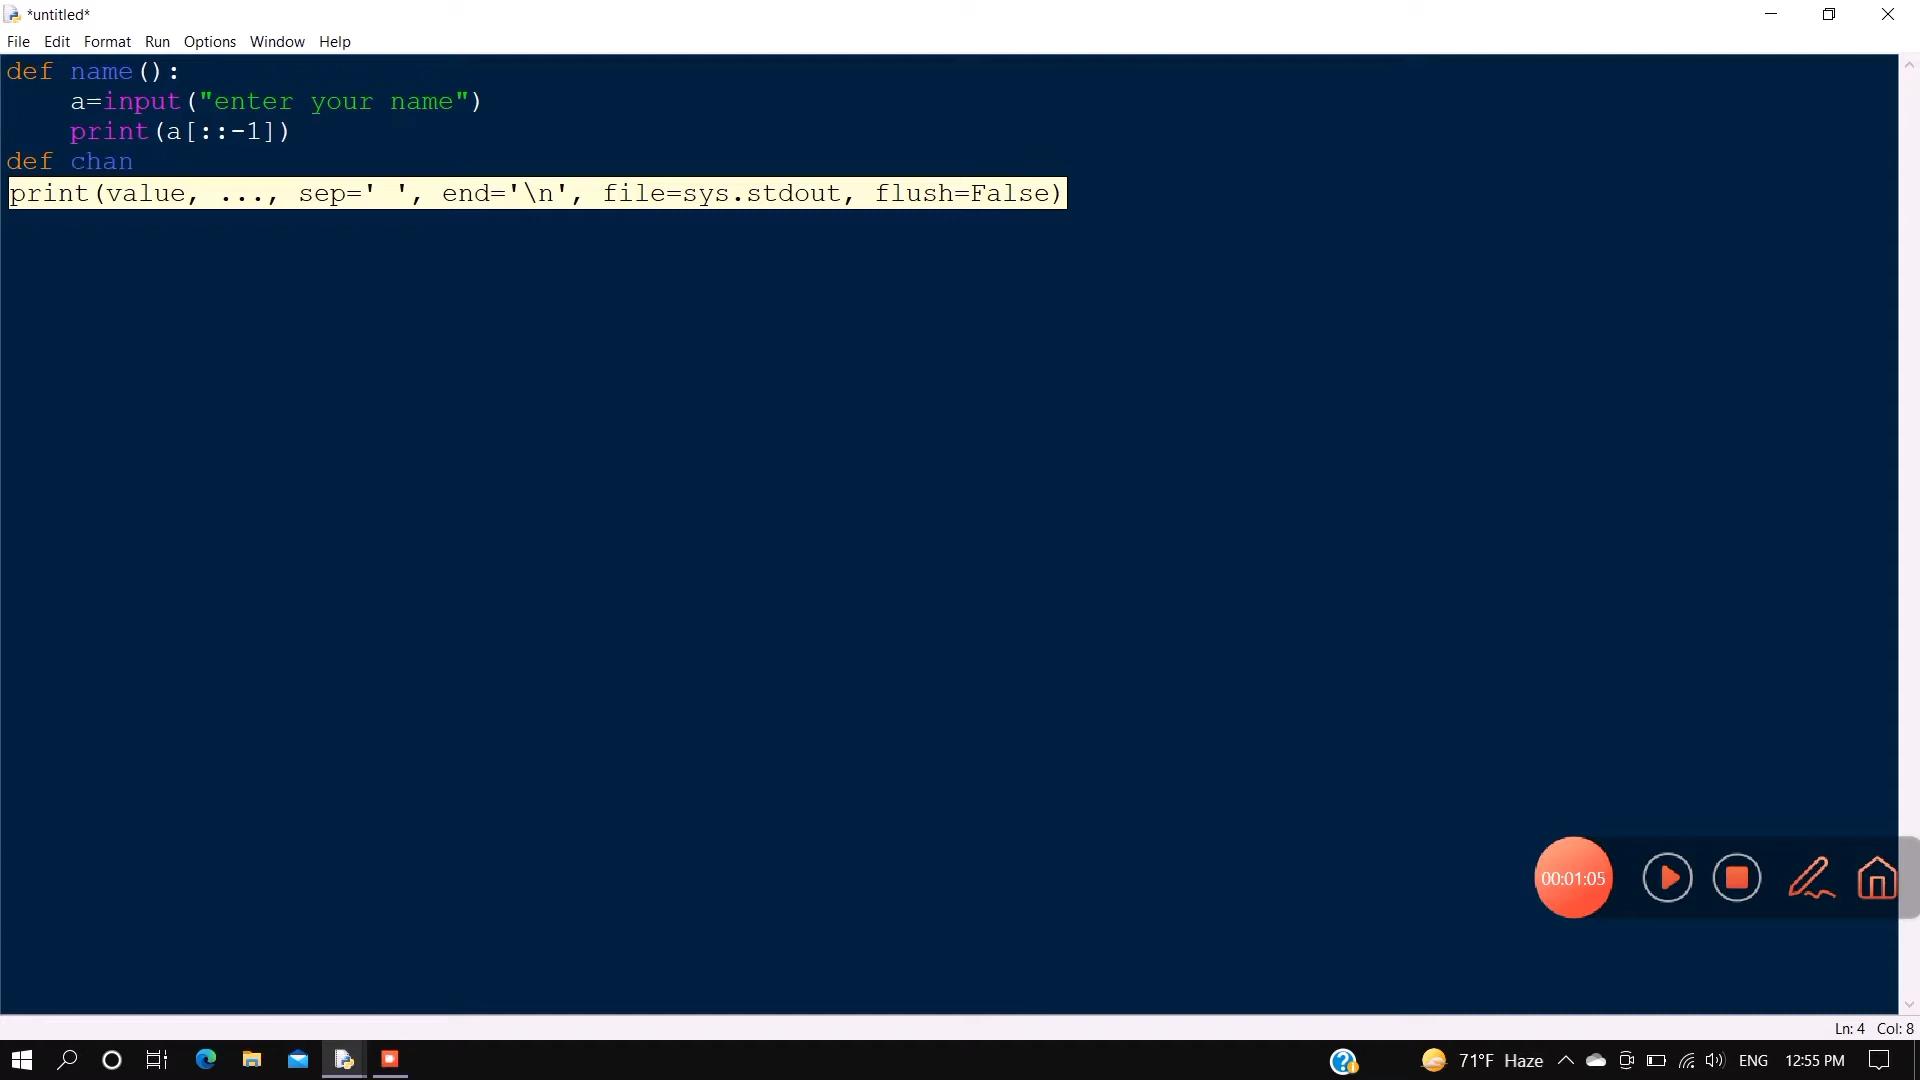 *untitled*
File Edit Format Run Options Window Help
def name():
    a=input("enter your name")
    print(a[::-1])
def chan
print(value, ..., sep=' ', end='\n', file=sys.stdout, flush=False)
00:01:05
Ln: 4 Col: 8
71°F Haze ENG 12:55 PM